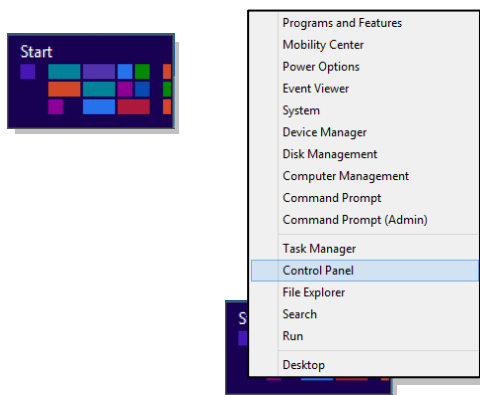 Start
Programs and Features
Mobility Center
Power Options
Event Viewer
System
Device Manager
Disk Management
Computer Management
Command Prompt
Command Prompt (Admin)
Task Manager
Control Panel
File Explorer
Search
Run
Desktop